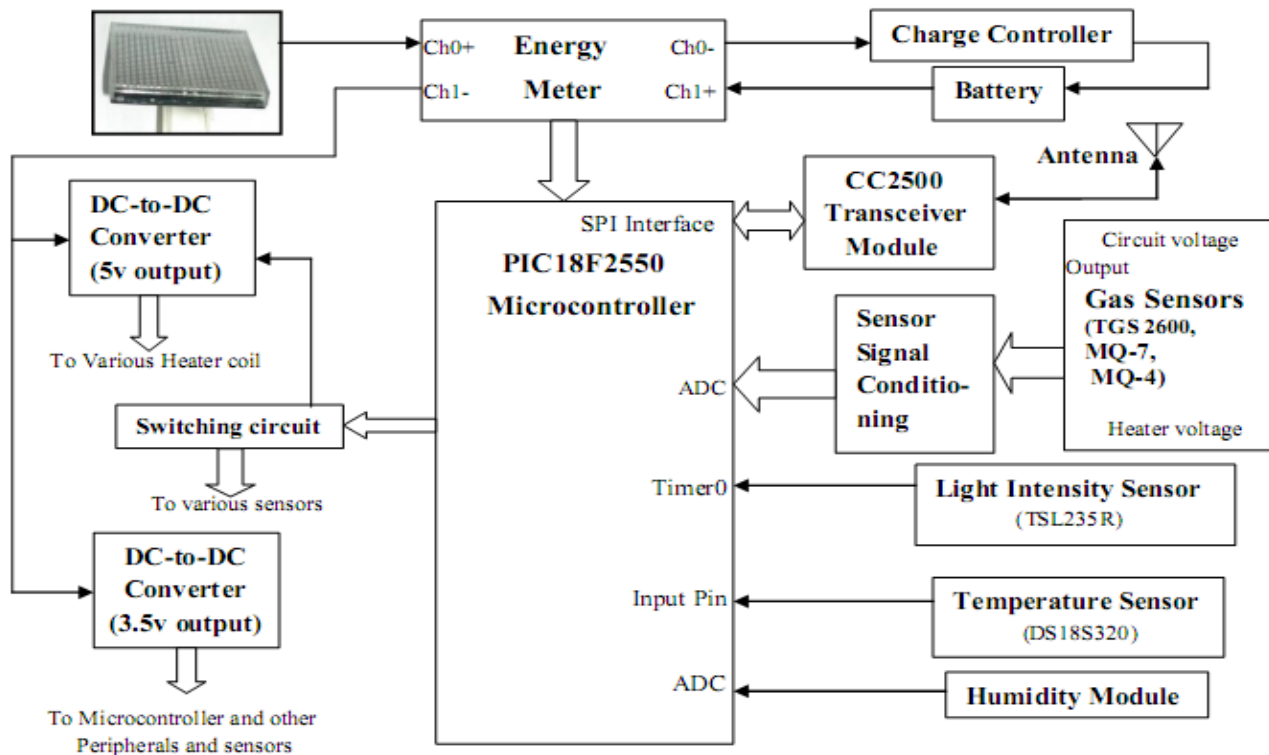 Ch0+
Energy
Meter
Ch0-
Ch1-
Ch1+
Charge Controller
Battery
Antenna
DC-to-DC
Converter
(5v output)
To Various Heater coil
SPI Interface
CC2500
Transceiver
Module
PIC18F2550
Microcontroller
Circuit voltage
Output
Gas Sensors
(TGS 2600,
MQ-7,
MQ-4)
Heater voltage
Sensor
Signal
Conditio-
ning
ADC
Switching circuit
To various sensors
Timer0
Light Intensity Sensor
(TSL235R)
DC-to-DC
Converter
(3.5v output)
Input Pin
Temperature Sensor
(DS18S320)
ADC
Humidity Module
To Microcontroller and other
Peripherals and sensors